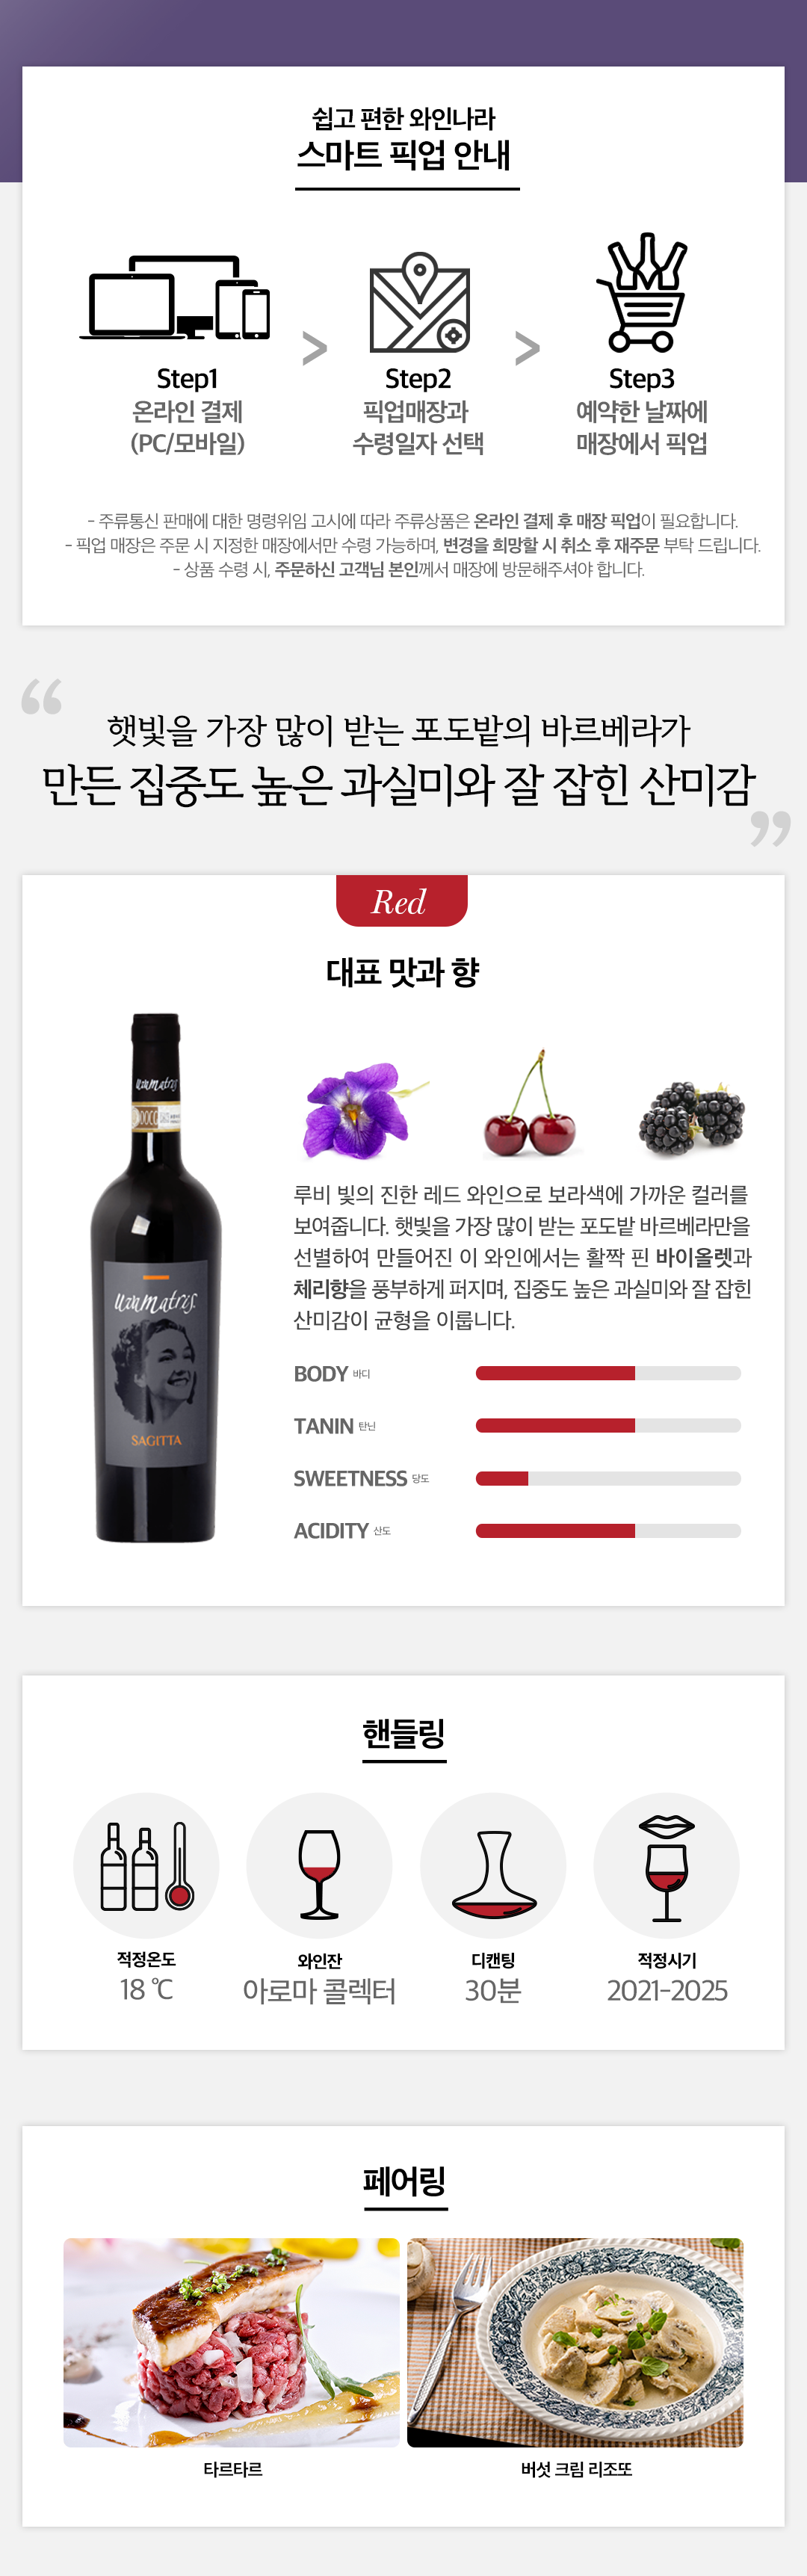 쉽고 편한 와인나라
스마트 픽업 안내
Step1
온라인 결제
(PC/모바일)
>
Step2
픽업매장과
수령일자 선택
>
Step3
예약한 날짜에
매장에서 픽업
- 주류통신 판매에 대한 명령위임 고시에 따라 주류상품은 온라인 결제 후 매장 픽업이 필요합니다.
- 픽업 매장은 주문 시 지정한 매장에서만 수령 가능하며, 변경을 희망할 시 취소 후 재주문 부탁 드립니다.
- 상품 수령 시, 주문하신 고객님 본인께서 매장에 방문해주셔야 합니다.
“
햇빛을 가장 많이 받는 포도밭의 바르베라가
만든 집중도 높은 과실미와 잘 잡힌 산미감
”
Red
대표 맛과 향
uvamatris
DOCG
uvamatris.
SAGITTA
루비 빛의 진한 레드 와인으로 보라색에 가까운 컬러를
보여줍니다. 햇빛을 가장 많이 받는 포도밭 바르베라만을
선별하여 만들어진 이 와인에서는 활짝 핀 바이올렛과
체리향을 풍부하게 퍼지며, 집중도 높은 과실미와 잘 잡힌
산미감이 균형을 이룹니다.
BODY 바디
TANIN 탄닌
SWEETNESS 당도
ACIDITY 산도
핸들링
적정온도
18 ℃
와인잔
아로마 콜렉터
디캔팅
30분
적정시기
2021-2025
페어링
타르타르
버섯 크림 리조또